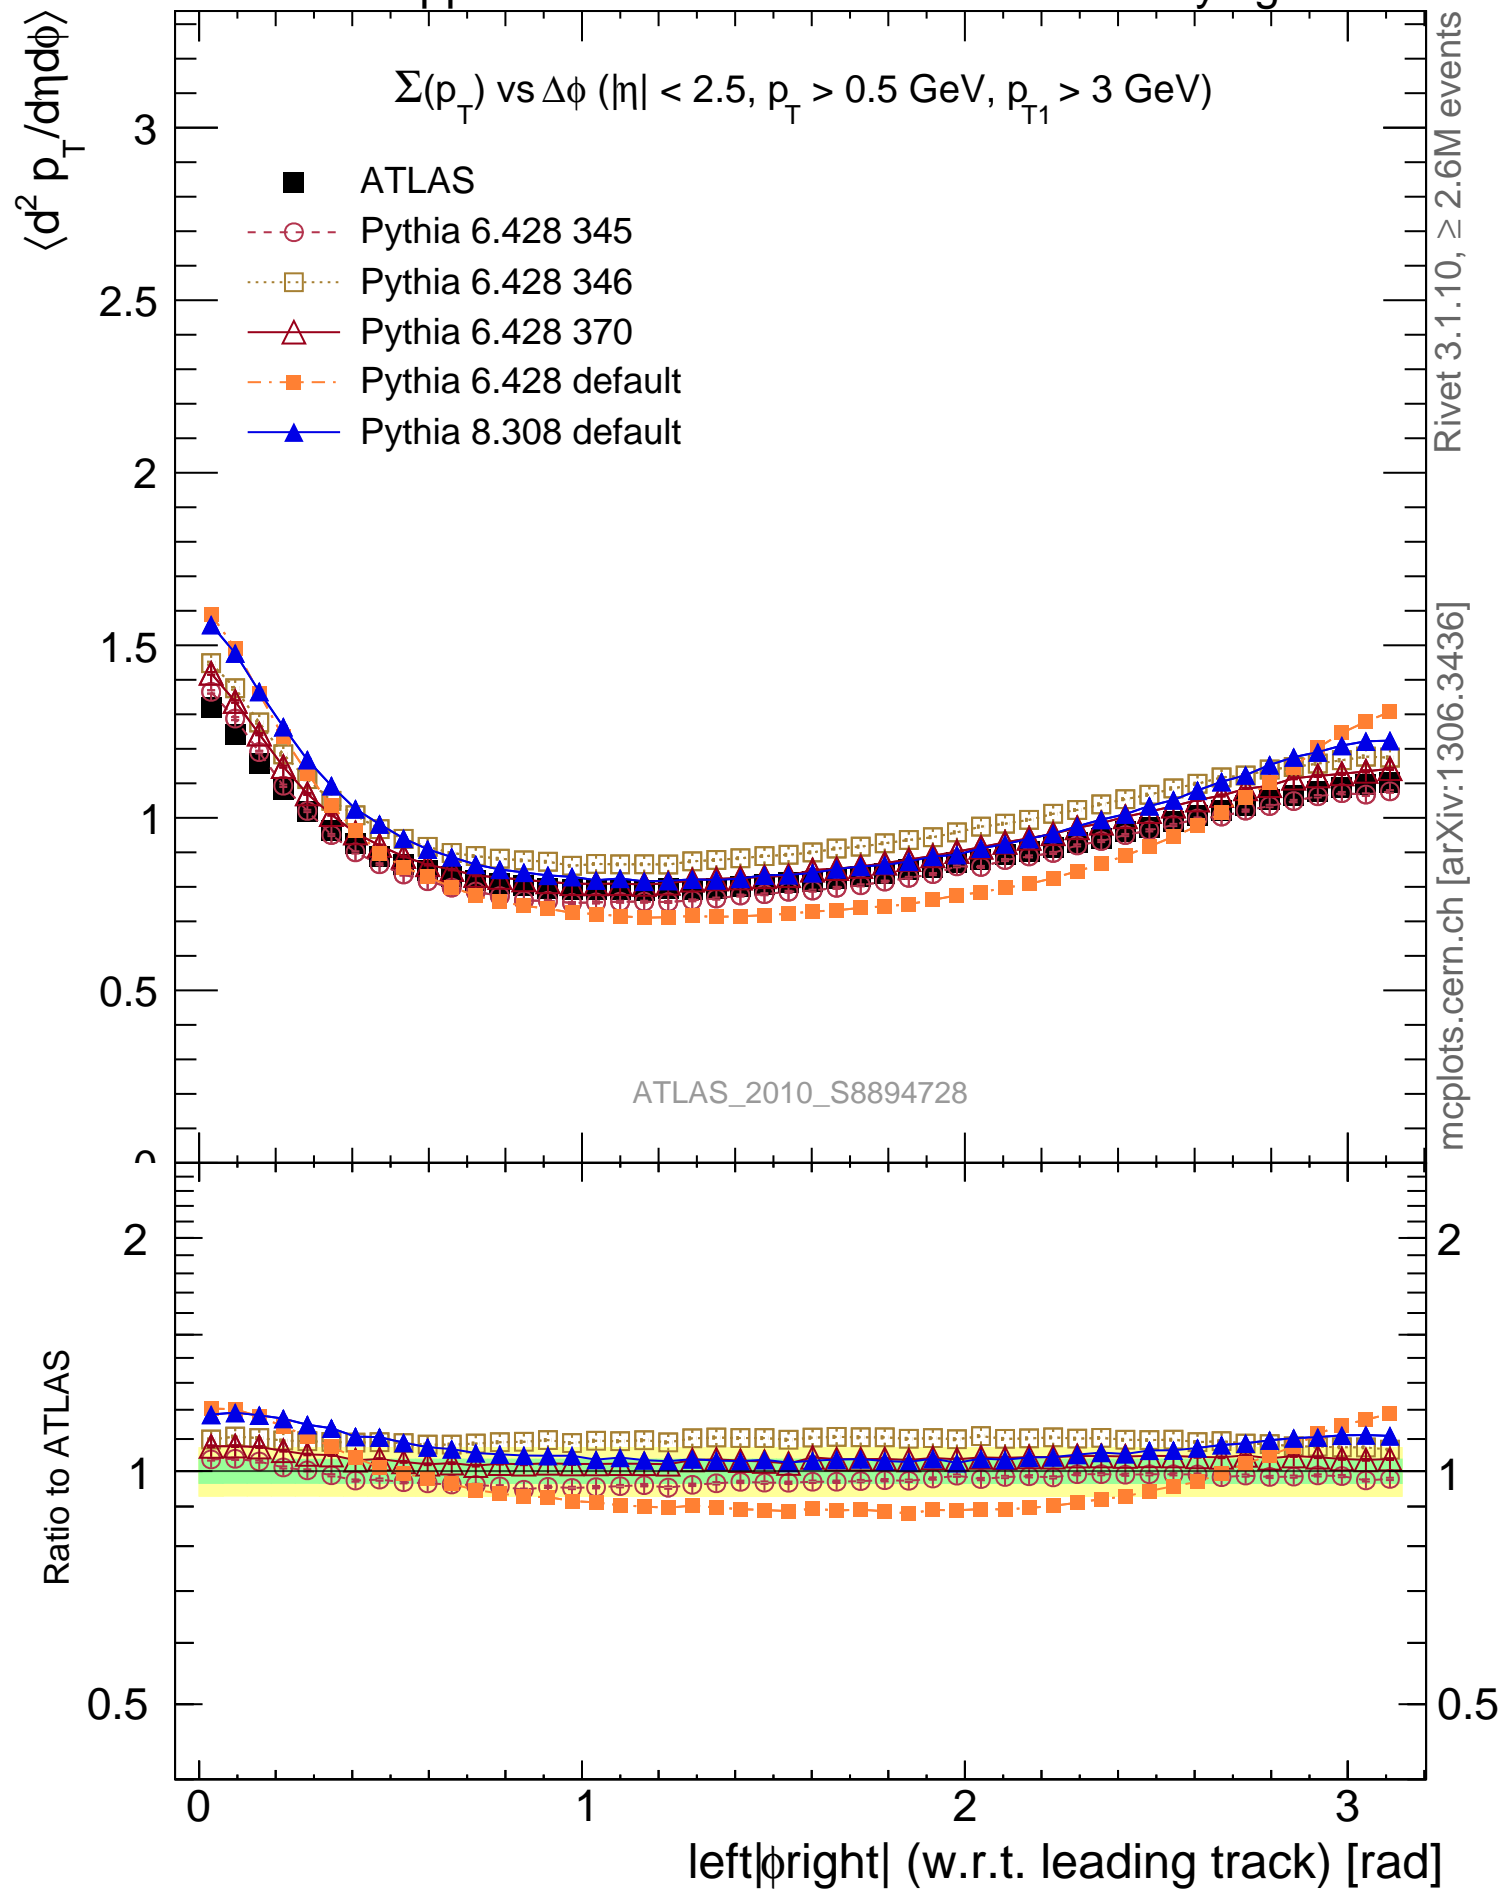 ⟨d² p_T/dηdϕ⟩
Σ(p_T) vs Δϕ (|η| < 2.5, p_T > 0.5 GeV, p_T1 > 3 GeV)
ATLAS
Pythia 6.428 345
Pythia 6.428 346
Pythia 6.428 370
Pythia 6.428 default
Pythia 8.308 default
3
2.5
2
1.5
1
0.5
0
ATLAS_2010_S8894728
Rivet 3.1.10, ≥ 2.6M events
mcplots.cern.ch [arXiv:1306.3436]
Ratio to ATLAS
2
1
0.5
2
1
0.5
0 1 2 3
left|ϕright| (w.r.t. leading track) [rad]